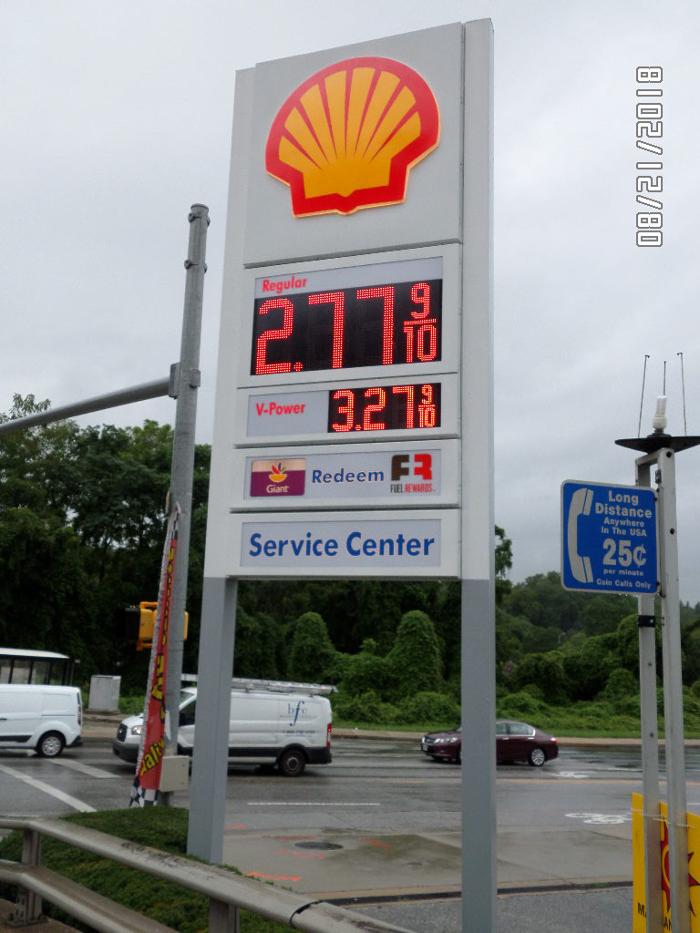 08/21/2018
Regular
2.77 9/10
V-Power
3.27 9/10
Giant
Redeem
FR
FUEL REWARDS
Service Center
Long
Distance
Anywhere
In The USA
25¢
per minute
Coin Calls Only
bfc